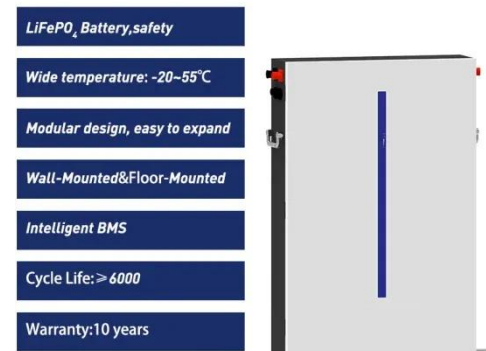 LiFePO₄ Battery,safety
Wide temperature: -20~55℃
Modular design, easy to expand
Wall-Mounted&Floor-Mounted
Intelligent BMS
Cycle Life:≥6000
Warranty:10 years